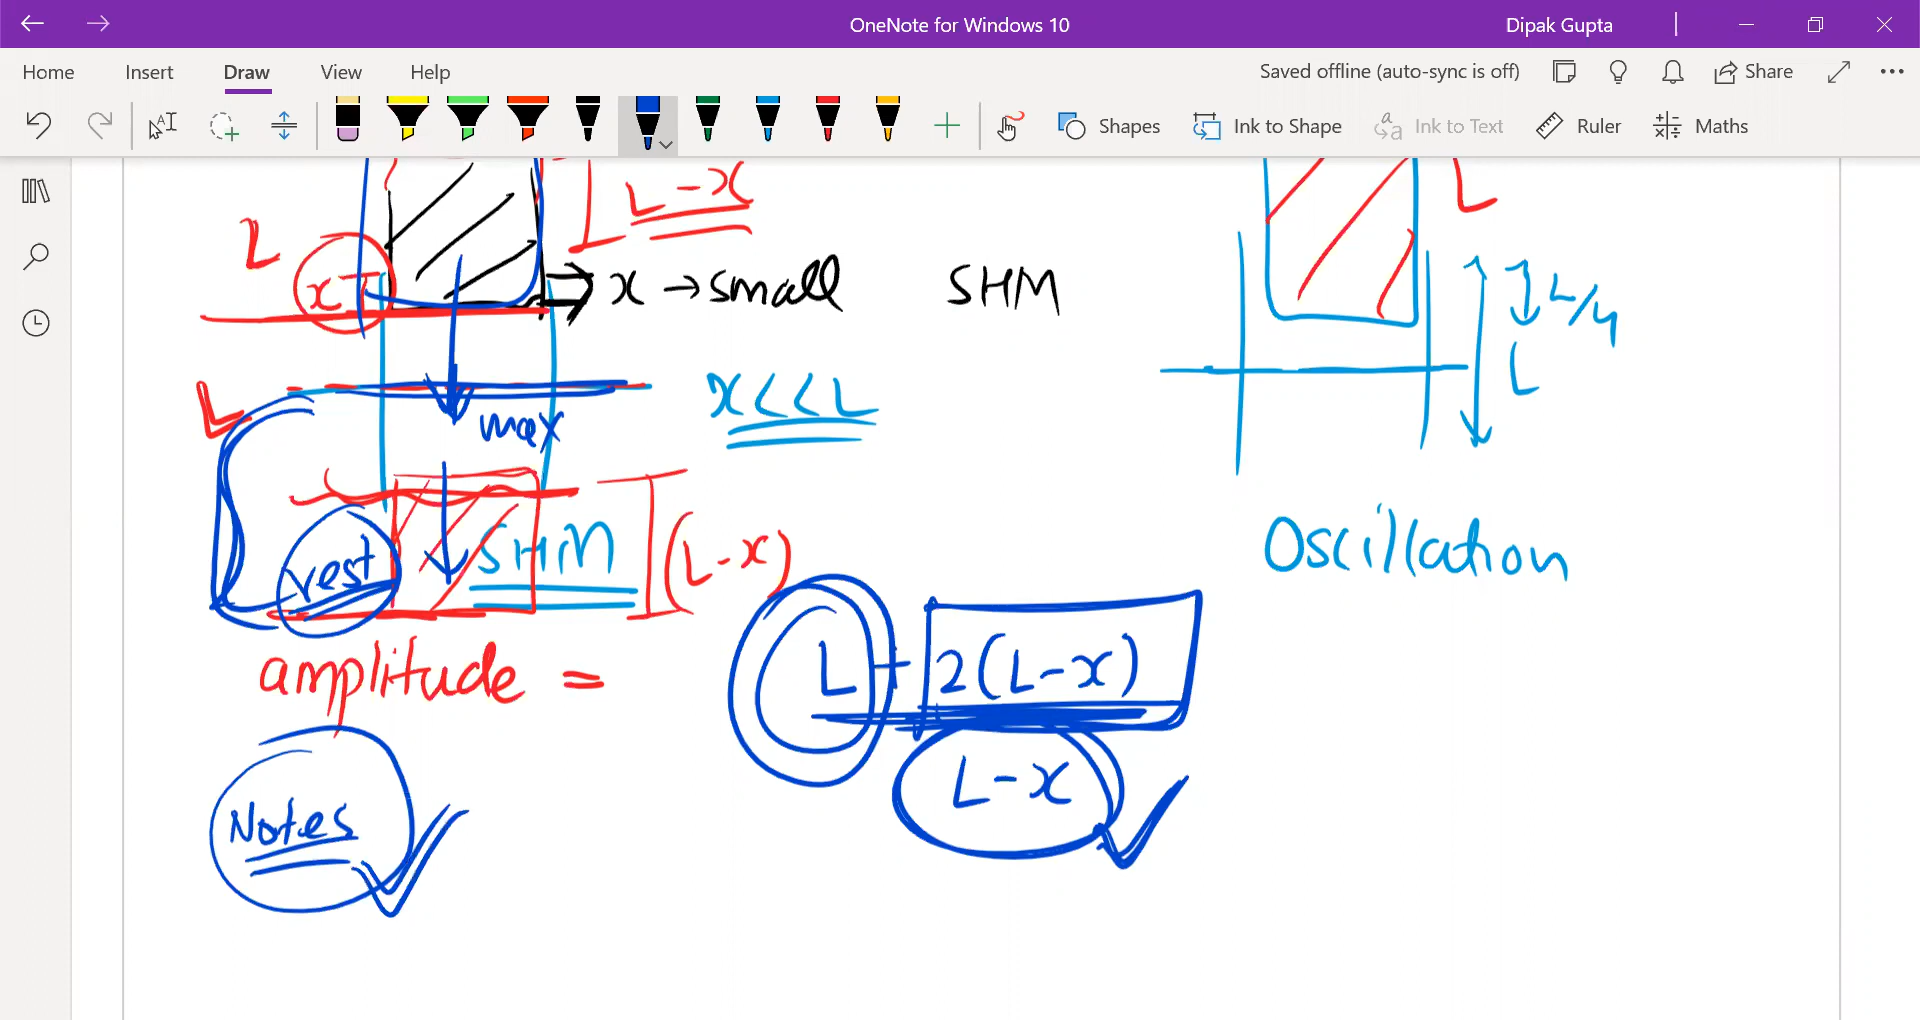 OneNote for Windows 10
Dipak Gupta
Home Insert Draw View Help
Saved offline (auto-sync is off) Share
Shapes Ink to Shape Ink to Text Ruler Maths
L-x
L
L
x
x → small
SHM
L/4
L
L
x<<L
max
rest
SHM
(L-x)
Oscillation
amplitude =
L + 2(L-x)
L-x
Notes